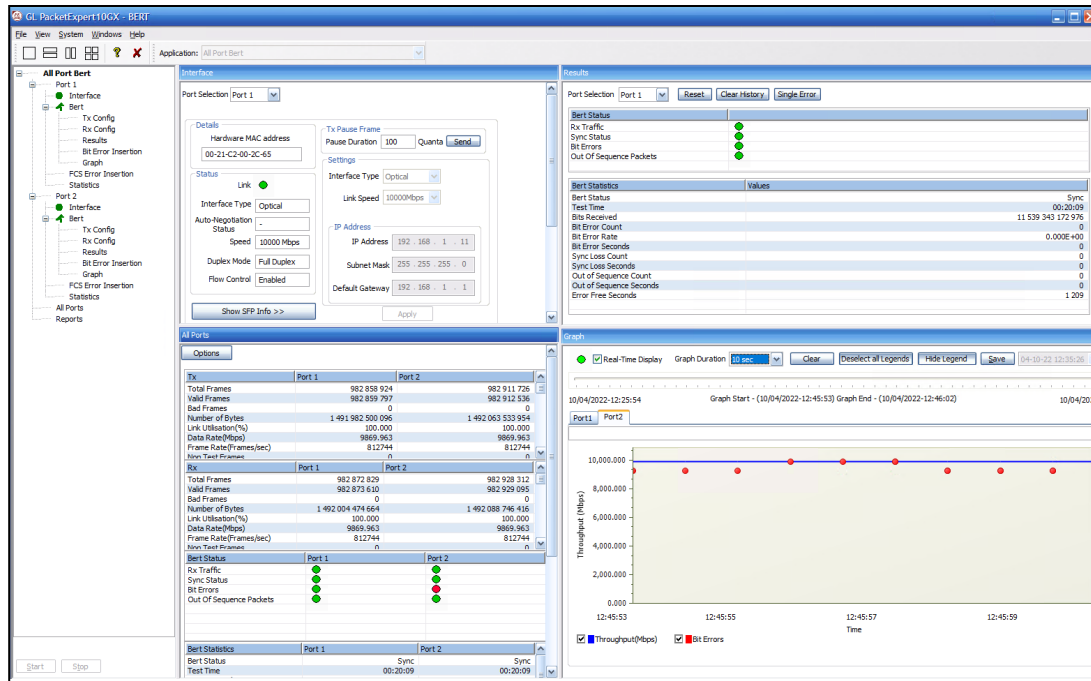 GL PacketExpert10GX - BERT
File View System Windows Help
Application: All Port Bert
All Port Bert
Port 1
Interface
Bert
Tx Config
Rx Config
Results
Bit Error Insertion
Graph
FCS Error Insertion
Statistics
Port 2
Interface
Bert
Tx Config
Rx Config
Results
Bit Error Insertion
Graph
FCS Error Insertion
Statistics
All Ports
Reports
Start Stop
Interface
Port Selection Port 1
Details
Hardware MAC address
00-21-C2-00-2C-65
Status
Link
Interface Type Optical
Auto-Negotiation Status -
Speed 10000 Mbps
Duplex Mode Full Duplex
Flow Control Enabled
Show SFP Info >>
Tx Pause Frame
Pause Duration 100 Quanta Send
Settings
Interface Type Optical
Link Speed 10000Mbps
IP Address
IP Address 192 . 168 . 1 . 11
Subnet Mask 255 . 255 . 255 . 0
Default Gateway 192 . 168 . 1 . 1
Apply
Results
Port Selection Port 1 Reset Clear History Single Error
Bert Status
Rx Traffic
Sync Status
Bit Errors
Out Of Sequence Packets
Bert Statistics Values
Bert Status Sync
Test Time 00:20:09
Bits Received 11 539 343 172 976
Bit Error Count 0
Bit Error Rate 0.000E+00
Bit Error Seconds 0
Sync Loss Count 0
Sync Loss Seconds 0
Out of Sequence Count 0
Out of Sequence Seconds 0
Error Free Seconds 1 209
All Ports
Options
Tx Port 1 Port 2
Total Frames 982 858 924 982 911 726
Valid Frames 982 859 797 982 912 536
Bad Frames 0 0
Number of Bytes 1 491 982 500 096 1 492 063 533 954
Link Utilisation(%) 100.000 100.000
Data Rate(Mbps) 9869.963 9869.963
Frame Rate(Frames/sec) 812744 812744
Non Test Frames 0 0
Rx Port 1 Port 2
Total Frames 982 872 829 982 928 312
Valid Frames 982 873 610 982 929 095
Bad Frames 0 0
Number of Bytes 1 492 004 474 664 1 492 088 746 416
Link Utilisation(%) 100.000 100.000
Data Rate(Mbps) 9869.963 9869.963
Frame Rate(Frames/sec) 812744 812744
Non Test Frames 0 0
Bert Status Port 1 Port 2
Rx Traffic
Sync Status
Bit Errors
Out Of Sequence Packets
Bert Statistics Port 1 Port 2
Bert Status Sync Sync
Test Time 00:20:09 00:20:09
Graph
Real-Time Display Graph Duration 10 sec Clear Deselect all Legends Hide Legend Save 04-10-22 12:35:26
10/04/2022-12:25:54 Graph Start - (10/04/2022-12:45:53) Graph End - (10/04/2022-12:46:02) 10/04/20
Port1 Port2
Throughput (Mbps)
10,000.000
8,000.000
6,000.000
4,000.000
2,000.000
0.000
12:45:53 12:45:55 12:45:57 12:45:59
Time
Throughput(Mbps) Bit Errors